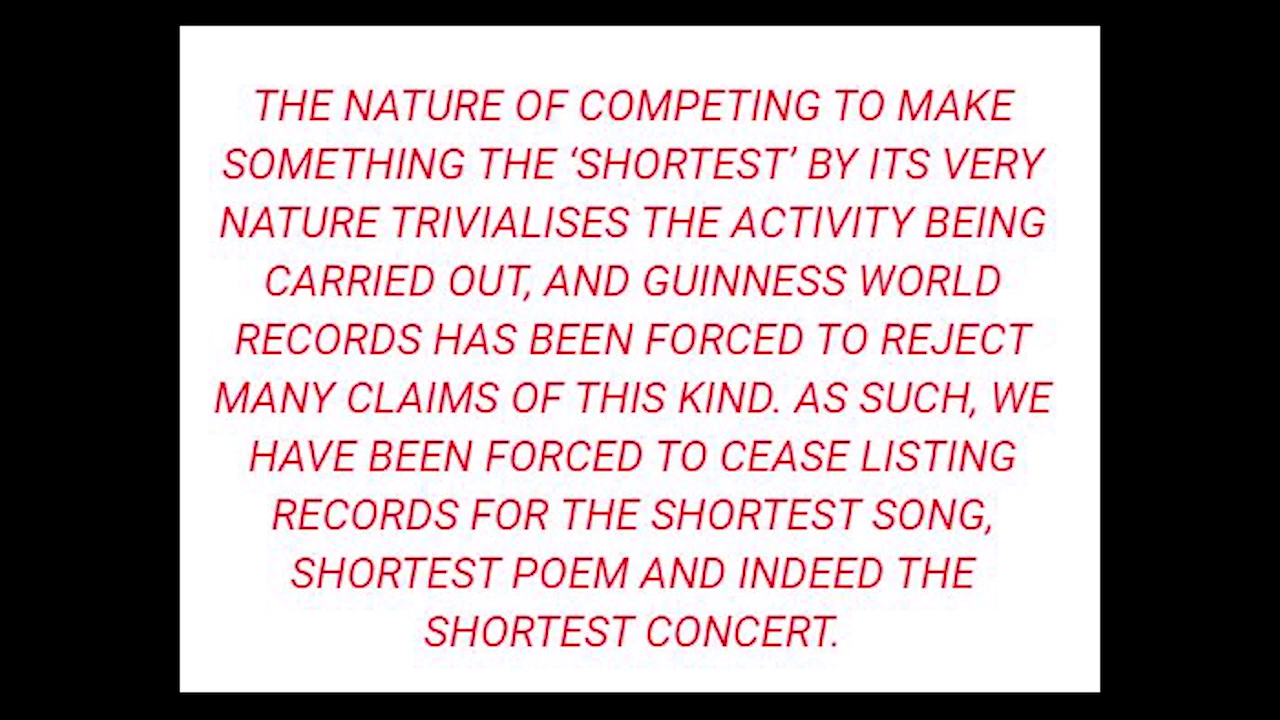 THE NATURE OF COMPETING TO MAKE
SOMETHING THE ‘SHORTEST’ BY ITS VERY
NATURE TRIVIALISES THE ACTIVITY BEING
CARRIED OUT, AND GUINNESS WORLD
RECORDS HAS BEEN FORCED TO REJECT
MANY CLAIMS OF THIS KIND. AS SUCH, WE
HAVE BEEN FORCED TO CEASE LISTING
RECORDS FOR THE SHORTEST SONG,
SHORTEST POEM AND INDEED THE
SHORTEST CONCERT.